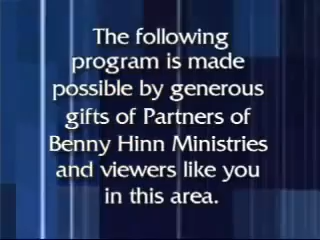 The following
program is made
possible by generous
gifts of Partners of
Benny Hinn Ministries
and viewers like you
in this area.